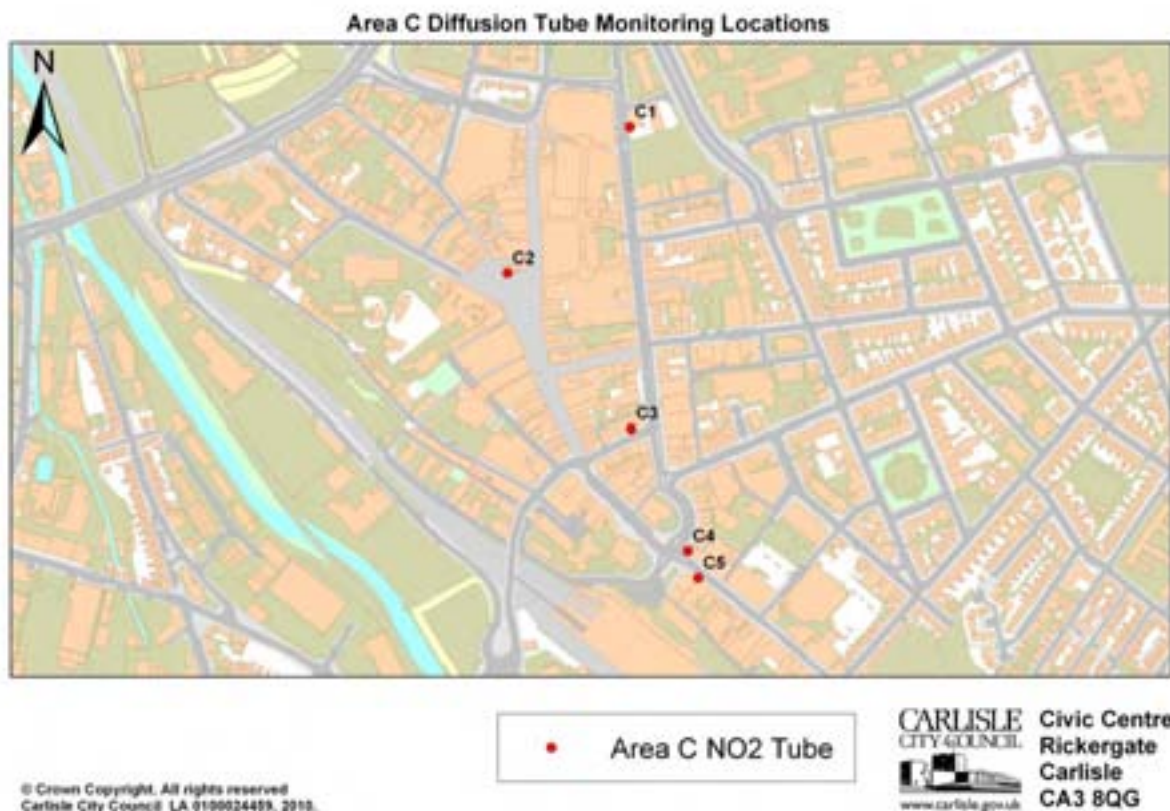 Area C Diffusion Tube Monitoring Locations
N
C1
C2
C3
C4
C5
Area C NO2 Tube
CARLISLE
CITY COUNCIL
www.carlisle.gov.uk
Civic Centre
Rickergate
Carlisle
CA3 8QG
© Crown Copyright. All rights reserved
Carlisle City Council LA 0100024459, 2010.